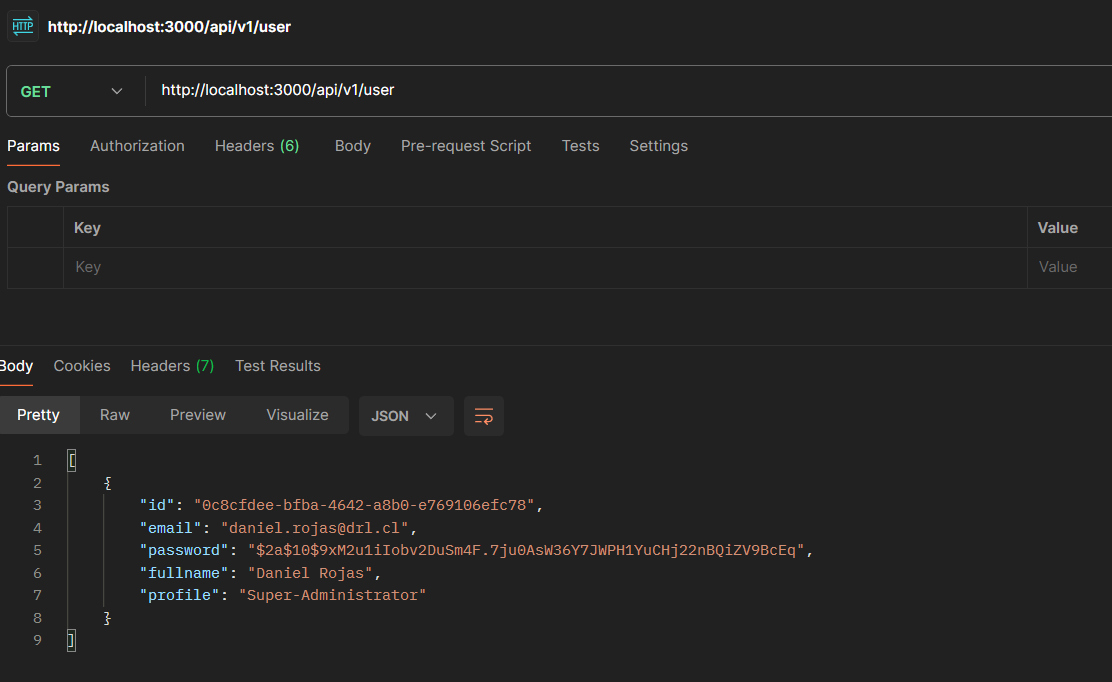 HTTP
http://localhost:3000/api/v1/user
GET http://localhost:3000/api/v1/user
Params Authorization Headers (6) Body Pre-request Script Tests Settings
Query Params
Key Value
Key Value
Body Cookies Headers (7) Test Results
Pretty Raw Preview Visualize JSON
1 [
2 {
3 "id": "0c8cfdee-bfba-4642-a8b0-e769106efc78",
4 "email": "daniel.rojas@drl.cl",
5 "password": "$2a$10$9xM2u1iIobv2DuSm4F.7ju0AsW36Y7JWPH1YuCHj22nBQiZV9BcEq",
6 "fullname": "Daniel Rojas",
7 "profile": "Super-Administrator"
8 }
9 ]